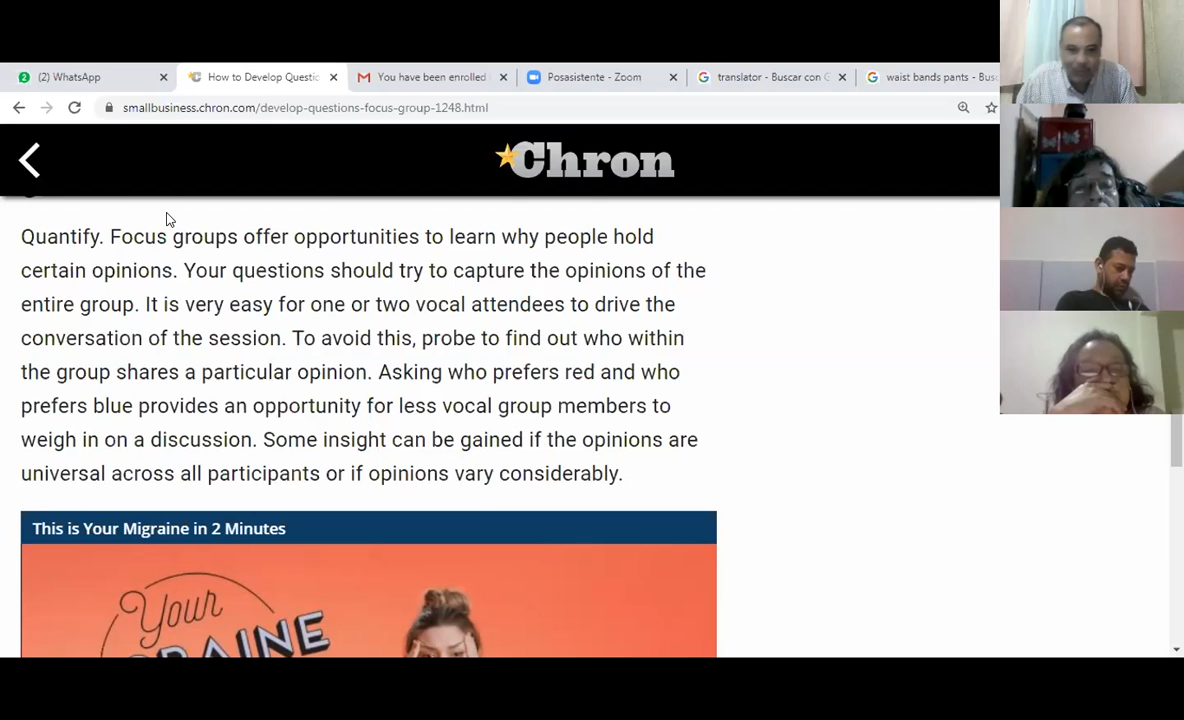 (2) WhatsApp
How to Develop Questic
You have been enrolled
Posasistente - Zoom
translator - Buscar con G
waist bands pants - Bus
smallbusiness.chron.com/develop-questions-focus-group-1248.html
Chron
Quantify. Focus groups offer opportunities to learn why people hold
certain opinions. Your questions should try to capture the opinions of the
entire group. It is very easy for one or two vocal attendees to drive the
conversation of the session. To avoid this, probe to find out who within
the group shares a particular opinion. Asking who prefers red and who
prefers blue provides an opportunity for less vocal group members to
weigh in on a discussion. Some insight can be gained if the opinions are
universal across all participants or if opinions vary considerably.
This is Your Migraine in 2 Minutes
Your